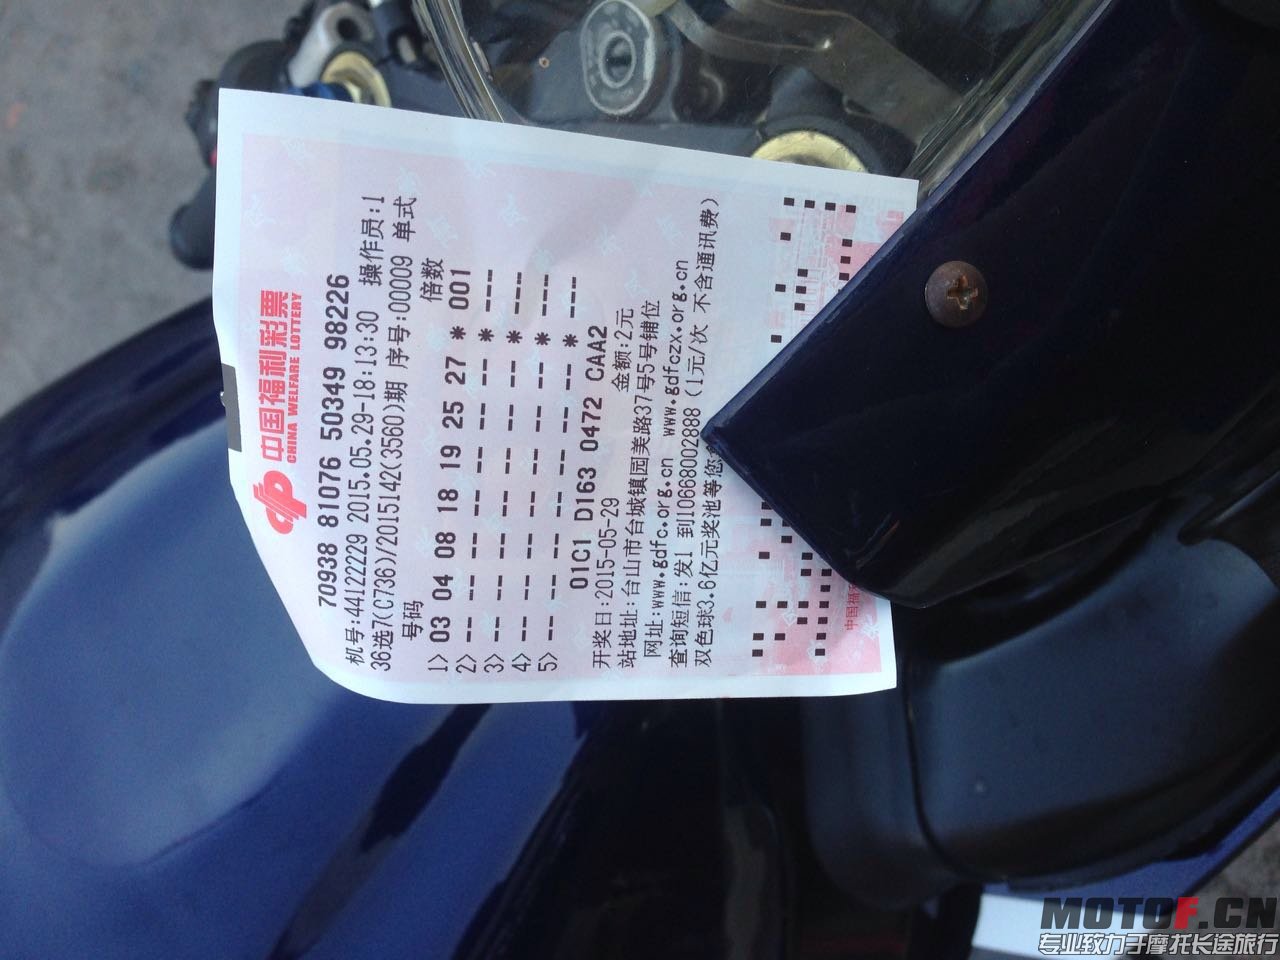 中国福利彩票
CHINA WELFARE LOTTERY
70938 81076 50349 98226
机号:44122229 2015.05.29-18:13:30 操作员:1
36选7(C736)/2015142(3560)期 序号:00009 单式
号码 倍数
1> 03 04 08 18 19 25 27 * 001
2> -- -- -- -- -- -- -- * ---
3> -- -- -- -- -- -- -- * ---
4> -- -- -- -- -- -- -- * ---
5> -- -- -- -- -- -- -- * ---
01C1 D163 0472 CAA2
开奖日:2015-05-29 金额:2元
站地址:台山市台城镇园美路37号5号铺位
网址:www.gdfc.org.cn www.gdfczx.org.cn
查询短信:发1 到10668002888 (1元/次 不含通讯费)
双色球3.6亿元奖池等您
中国福利
MOTOF.CN
专业致力于摩托长途旅行